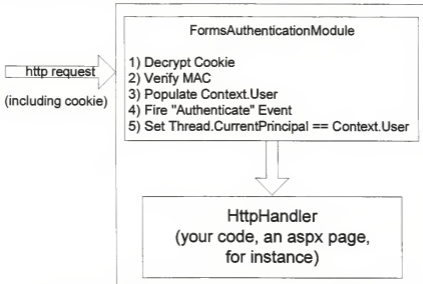 FormsAuthenticationModule
1) Decrypt Cookie
2) Verify MAC
3) Populate Context.User
4) Fire "Authenticate" Event
5) Set Thread.CurrentPrincipal == Context.User
http request
(including cookie)
HttpHandler
(your code, an aspx page,
for instance)